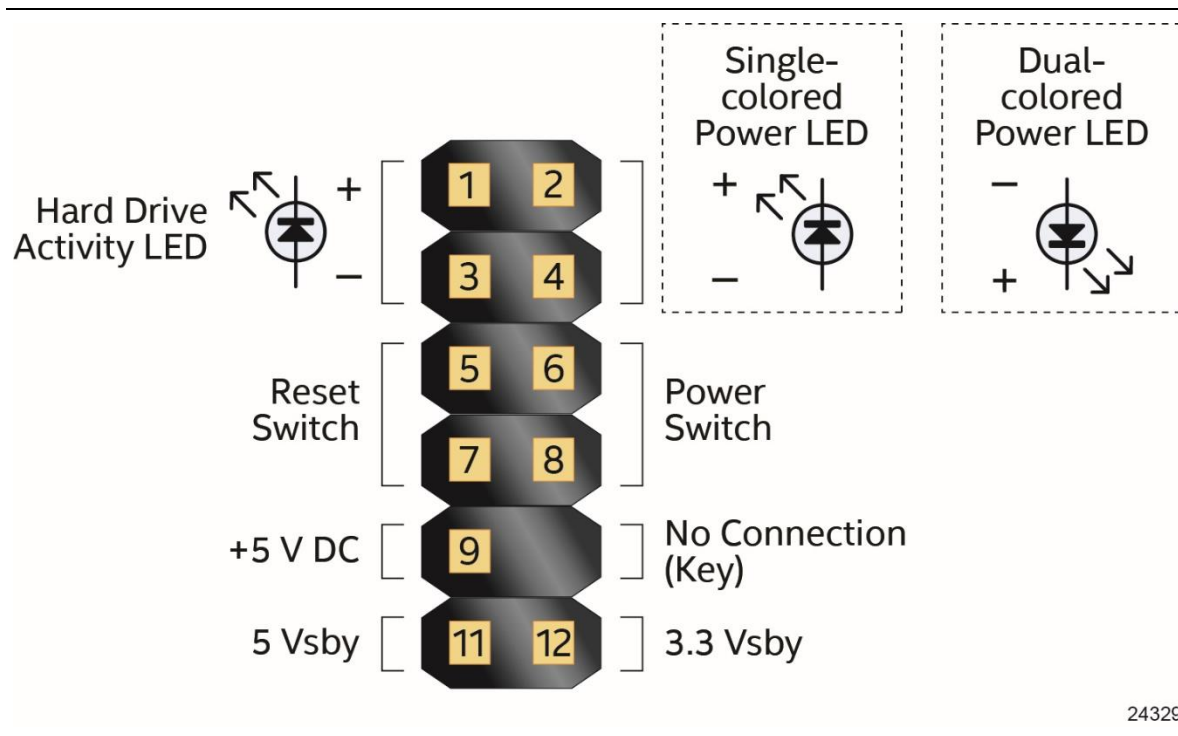 Single-
colored
Power LED
Dual-
colored
Power LED
Hard Drive
Activity LED
+
−
1 2
3 4
+
−
−
+
Reset
Switch
5 6
7 8
Power
Switch
+5 V DC
9
No Connection
(Key)
5 Vsby
11 12
3.3 Vsby
24329